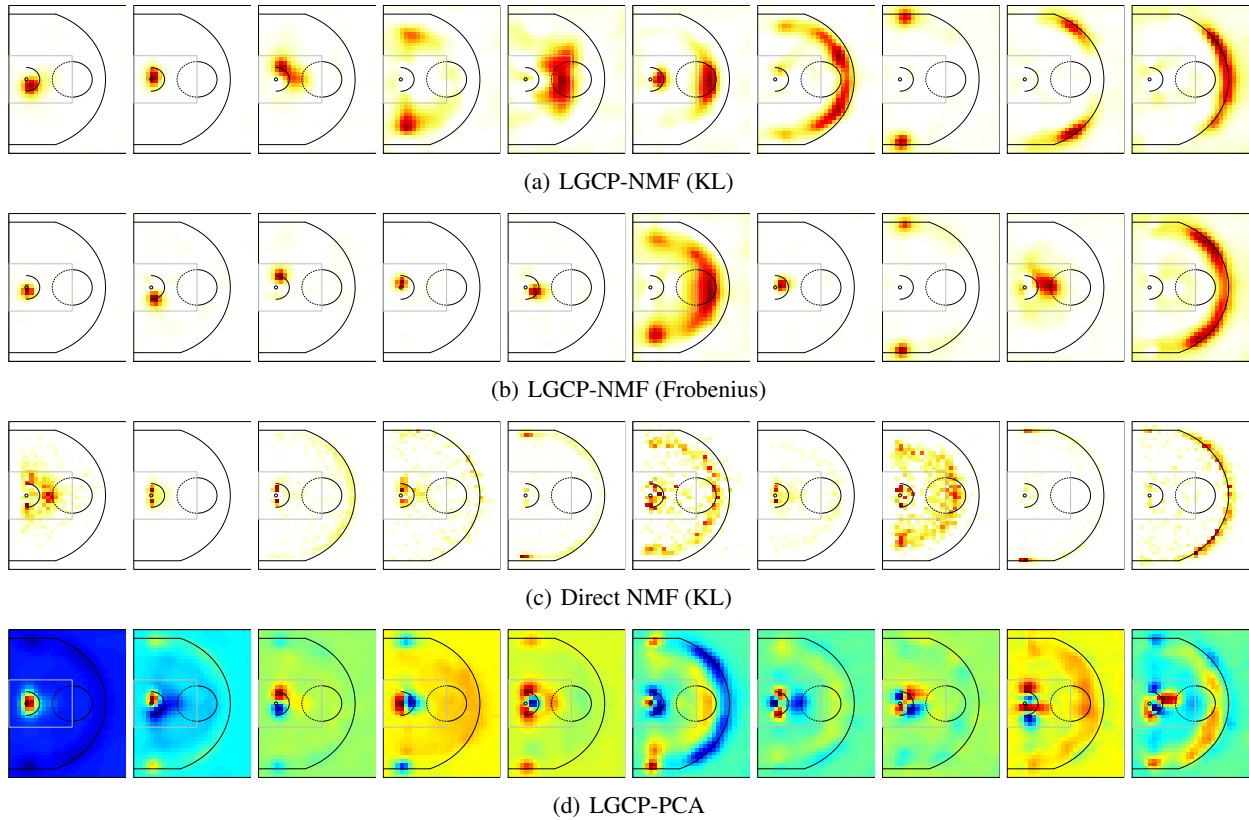 (a) LGCP-NMF (KL)
(b) LGCP-NMF (Frobenius)
(c) Direct NMF (KL)
(d) LGCP-PCA